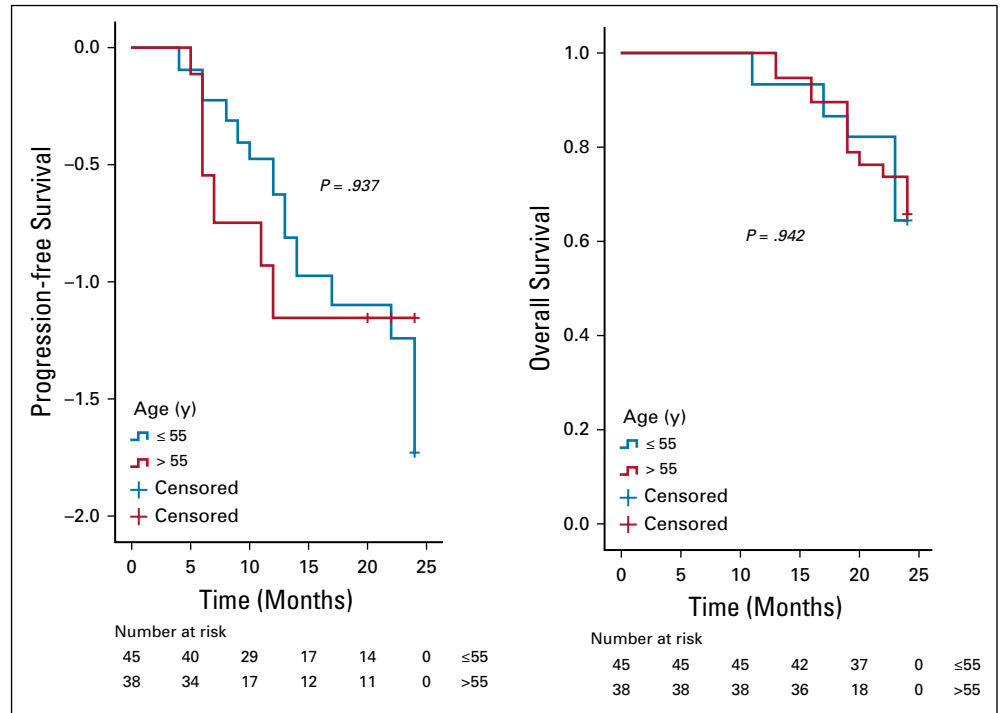 Progression-free Survival
0.0
–0.5
–1.0
–1.5
–2.0
P = .937
Age (y)
≤ 55
> 55
Censored
Censored
0 5 10 15 20 25
Time (Months)
Number at risk
45 40 29 17 14 0 ≤55
38 34 17 12 11 0 >55
Overall Survival
1.0
0.8
0.6
0.4
0.2
0.0
P = .942
Age (y)
≤ 55
> 55
Censored
Censored
0 5 10 15 20 25
Time (Months)
Number at risk
45 45 45 42 37 0 ≤55
38 38 38 36 18 0 >55